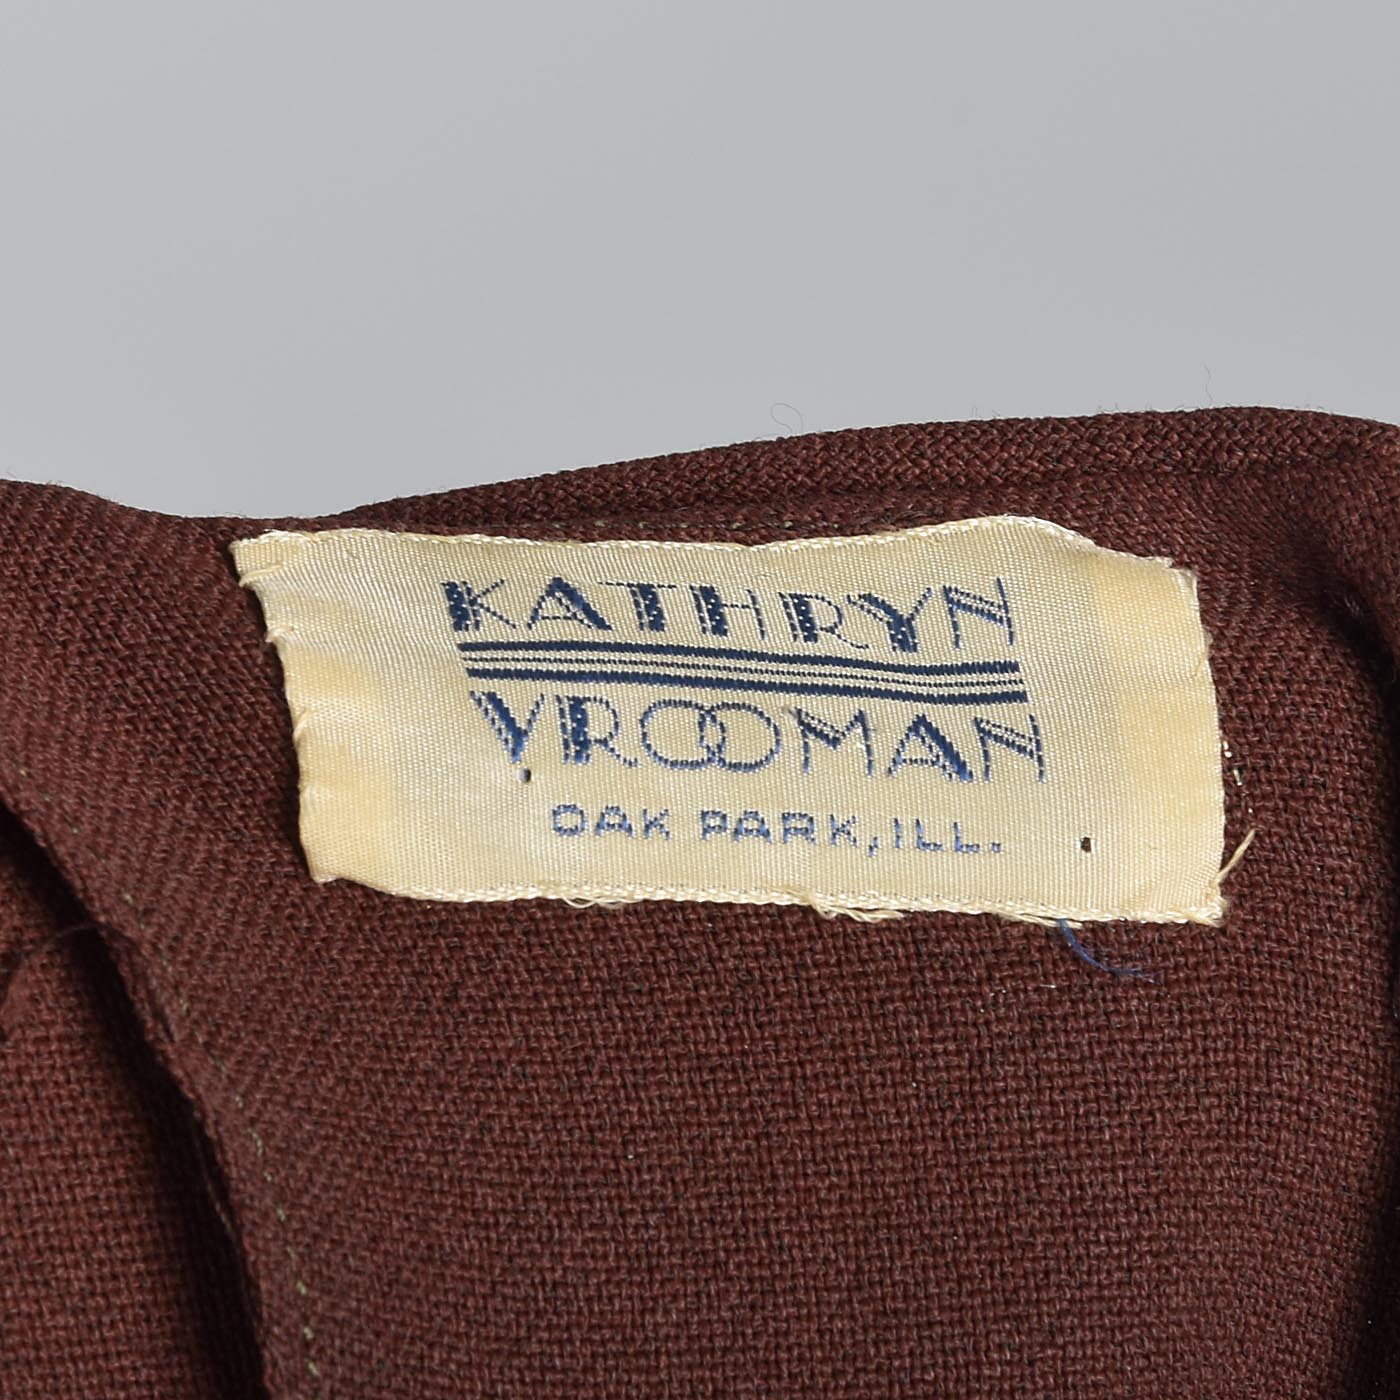 KATHRYN
VROOMAN
OAK PARK, ILL.